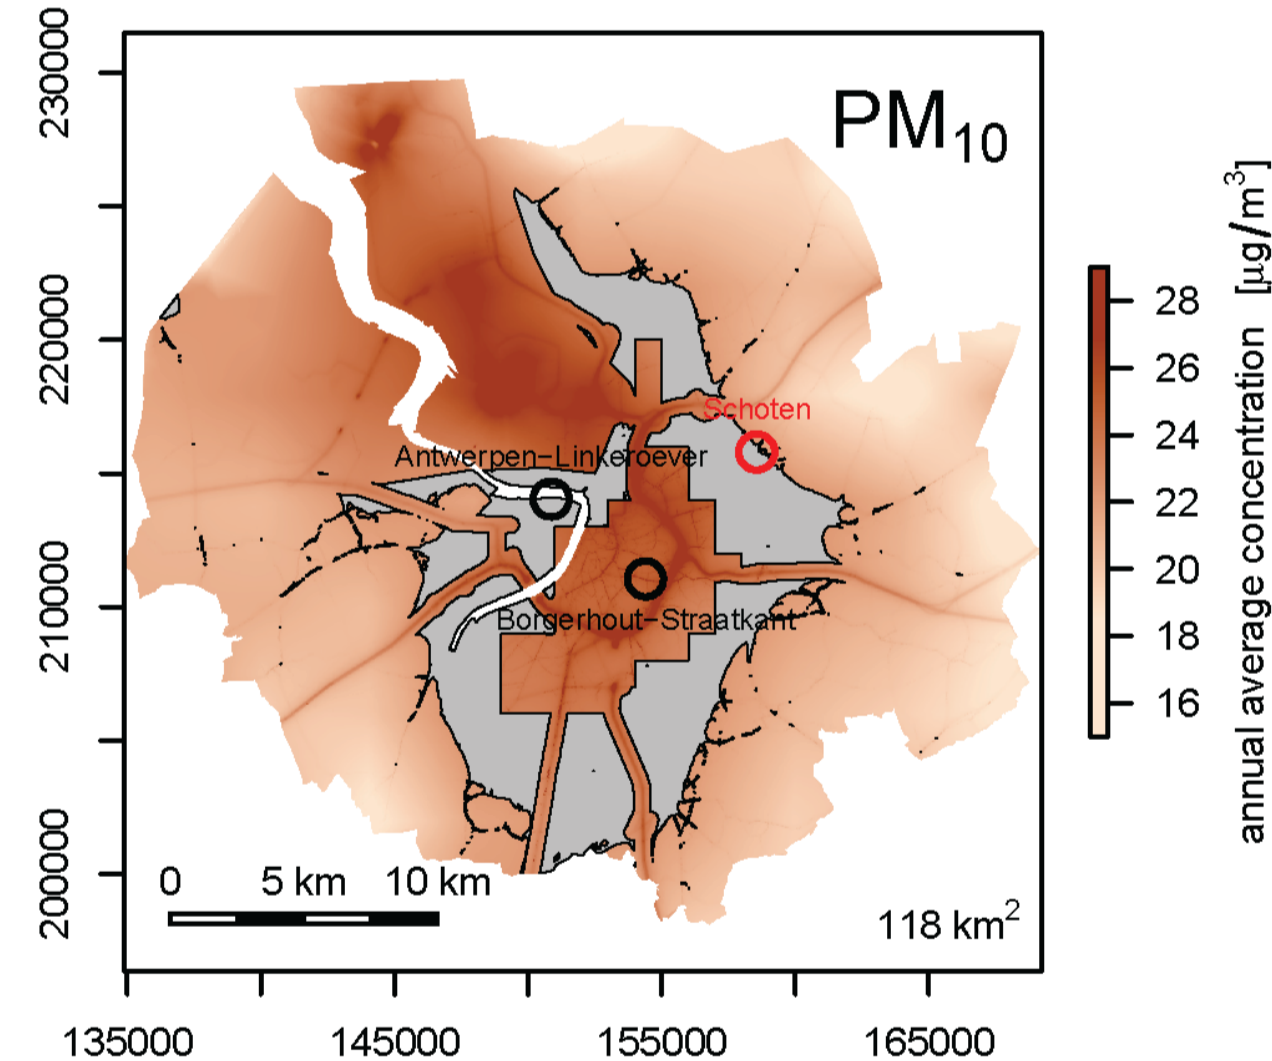 PM10
230000
220000
210000
200000
Schoten
Antwerpen−Linkeroever
Borgerhout−Straatkant
0 5 km 10 km
118 km2
135000 145000 155000 165000
28
26
24
22
20
18
16
annual average concentration [µg/m3]